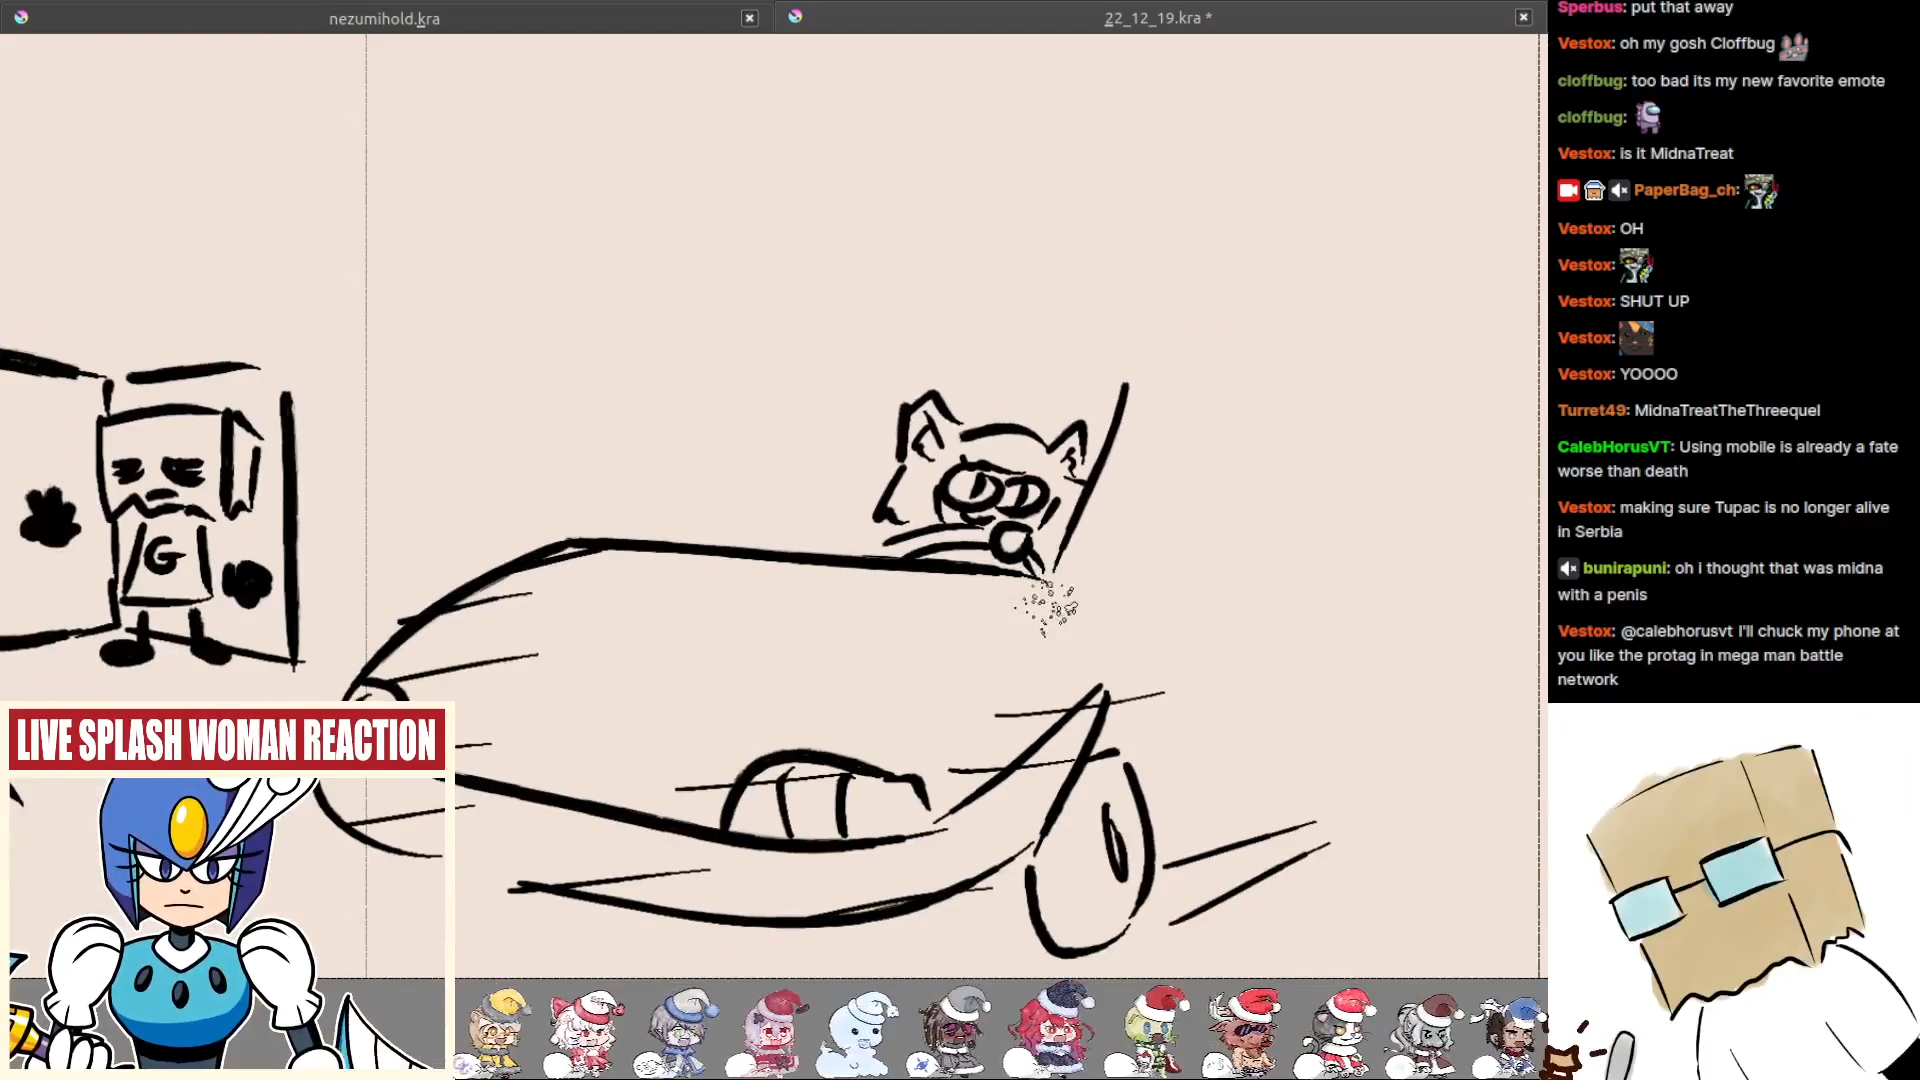 nezumihold.kra
22_12_19.kra *
Sperbus: put that away
Vestox: oh my gosh Cloffbug
cloffbug: too bad its my new favorite emote
cloffbug:
Vestox: is it MidnaTreat
PaperBag_ch:
Vestox: OH
Vestox:
Vestox: SHUT UP
Vestox:
Vestox: YOOOO
Turret49: MidnaTreatTheThreequel
CalebHorusVT: Using mobile is already a fate
worse than death
Vestox: making sure Tupac is no longer alive
in Serbia
bunirapuni: oh i thought that was midna
with a penis
Vestox: @calebhorusvt I'll chuck my phone at
you like the protag in mega man battle
network
G
LIVE SPLASH WOMAN REACTION